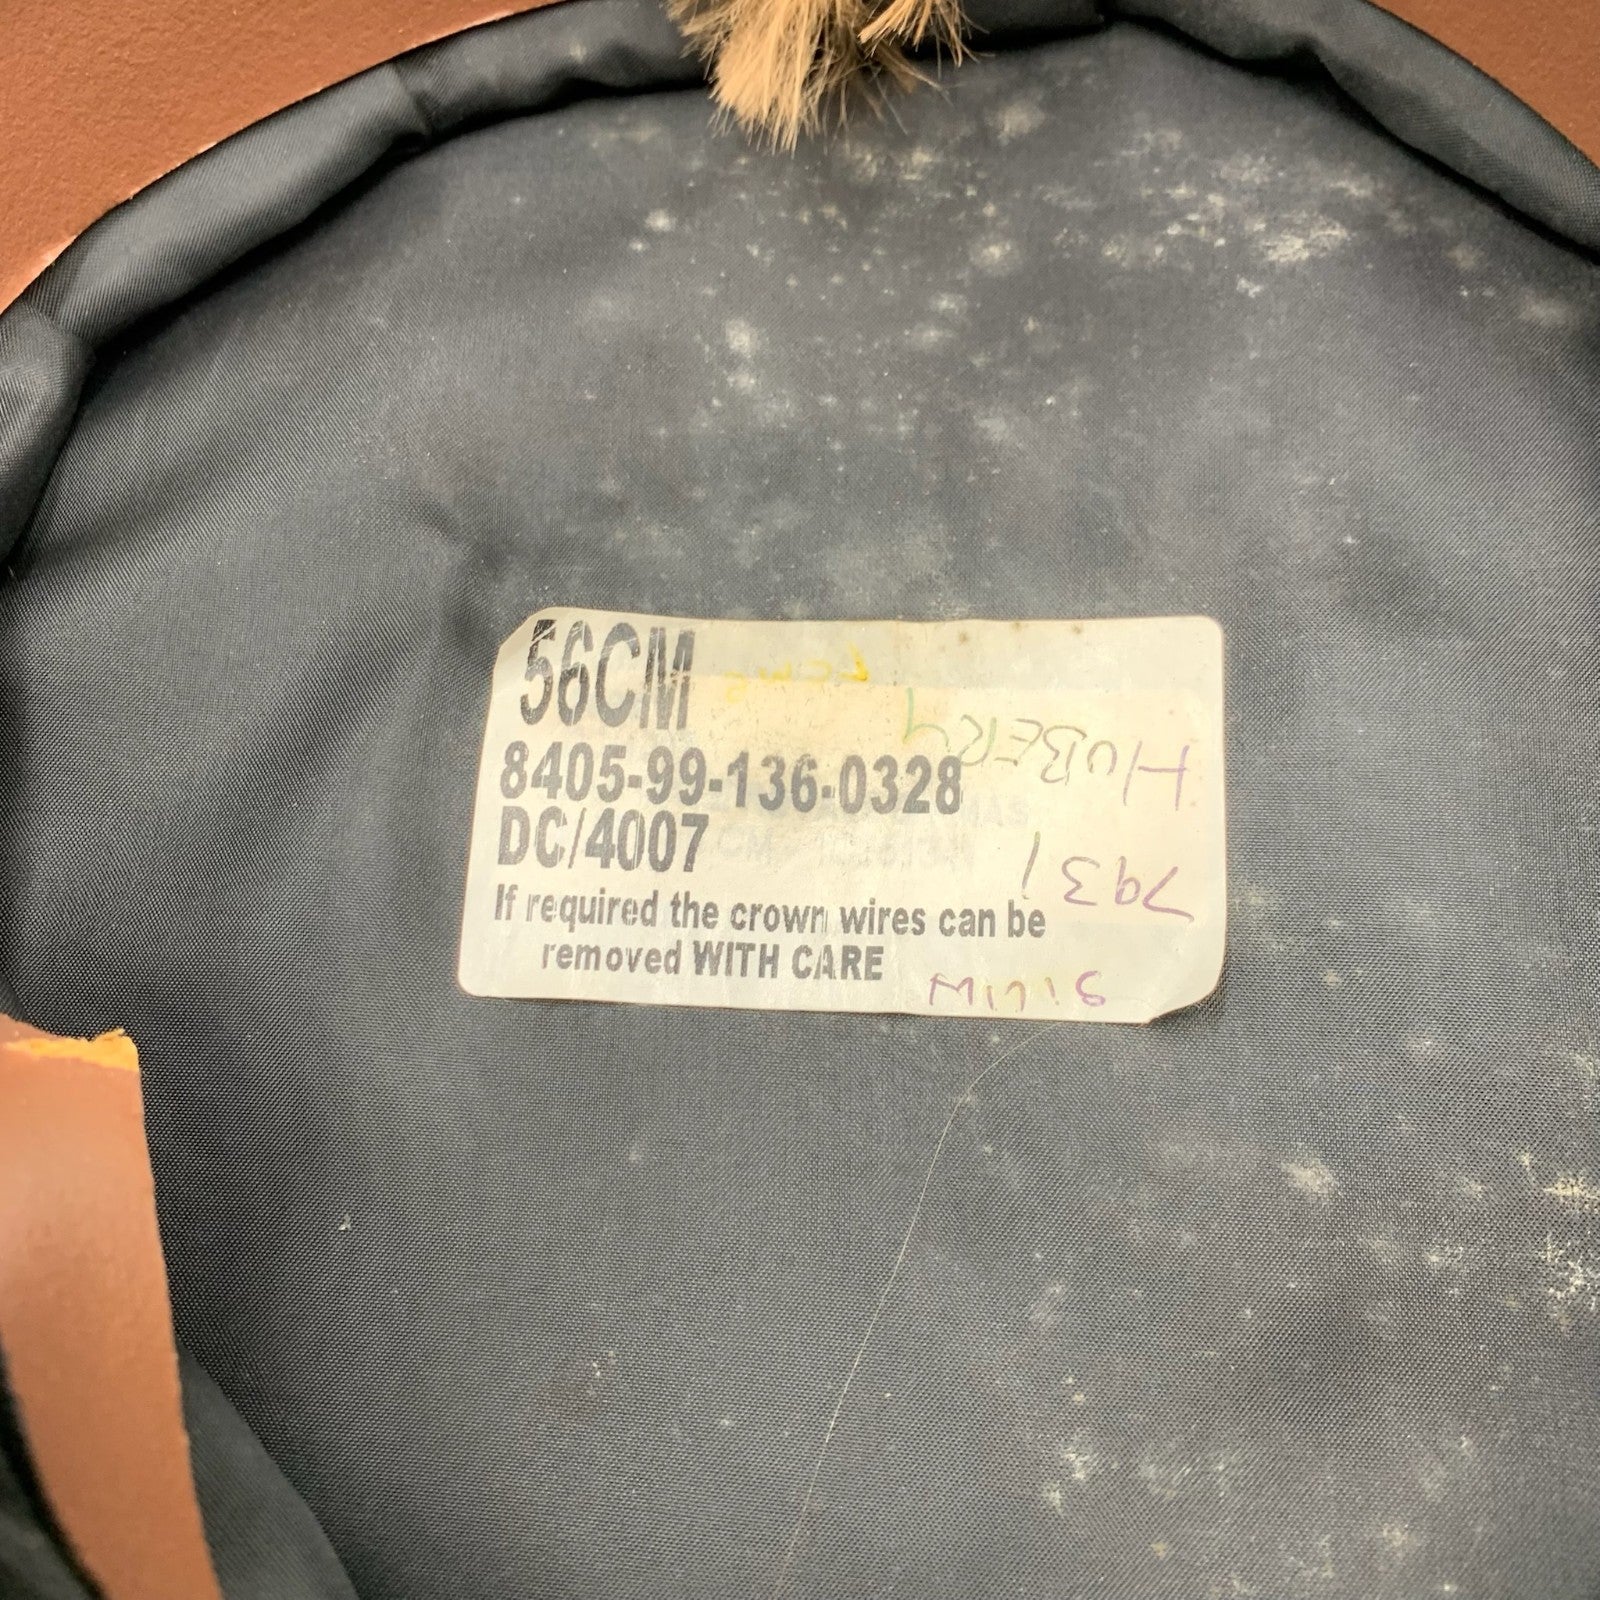 56CM
8405-99-136-0328
DC/4007
If required the crown wires can be
removed WITH CARE
HUBERY
7931